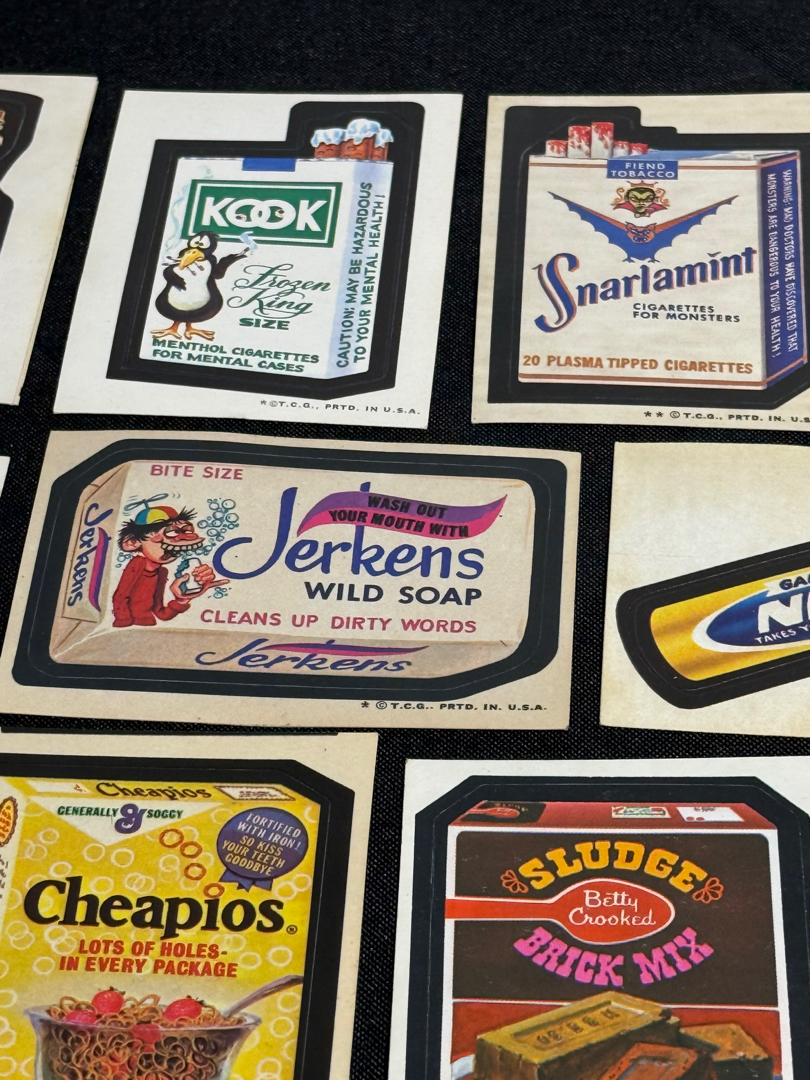 KOOK
Frozen
King
SIZE
MENTHOL CIGARETTES
FOR MENTAL CASES
CAUTION: MAY BE HAZARDOUS
TO YOUR MENTAL HEALTH!
* © T.C.G., PRTD. IN U.S.A.
FIEND
TOBACCO
Snarlamint
CIGARETTES
FOR MONSTERS
20 PLASMA TIPPED CIGARETTES
WARNING: MAD DOCTORS HAVE DISCOVERED THAT
MONSTERS ARE DANGEROUS TO YOUR HEALTH!
** © T.C.G., PRTD. IN U.S
BITE SIZE
WASH OUT
YOUR MOUTH WITH
Jerkens
Jerkens
WILD SOAP
CLEANS UP DIRTY WORDS
Jerkens
* © T.C.G., PRTD. IN. U.S.A.
GA
N
TAKES Y
Cheapios
GENERALLY g SOGGY
FORTIFIED
WITH IRON!
SO KISS
YOUR TEETH
GOODBYE
Cheapios®
LOTS OF HOLES-
IN EVERY PACKAGE
SLUDGE
Betty
Crooked
BRICK MIX